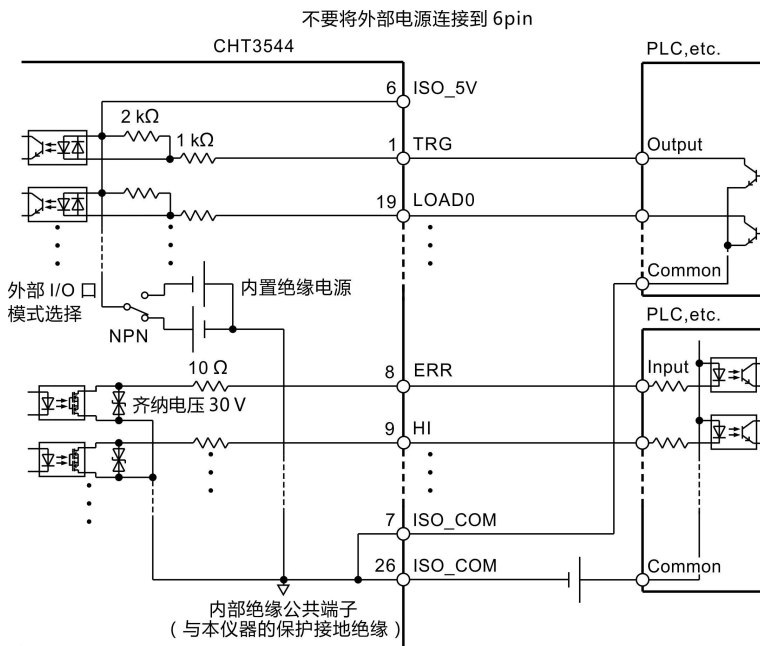 不要将外部电源连接到 6pin
CHT3544
PLC,etc.
6 ISO_5V
2 kΩ
1 kΩ
1 TRG
Output
19 LOAD0
外部 I/O 口
模式选择
NPN
内置绝缘电源
Common
PLC,etc.
10 Ω
8 ERR
Input
齐纳电压 30 V
9 HI
7 ISO_COM
26 ISO_COM
Common
内部绝缘公共端子
（与本仪器的保护接地绝缘）